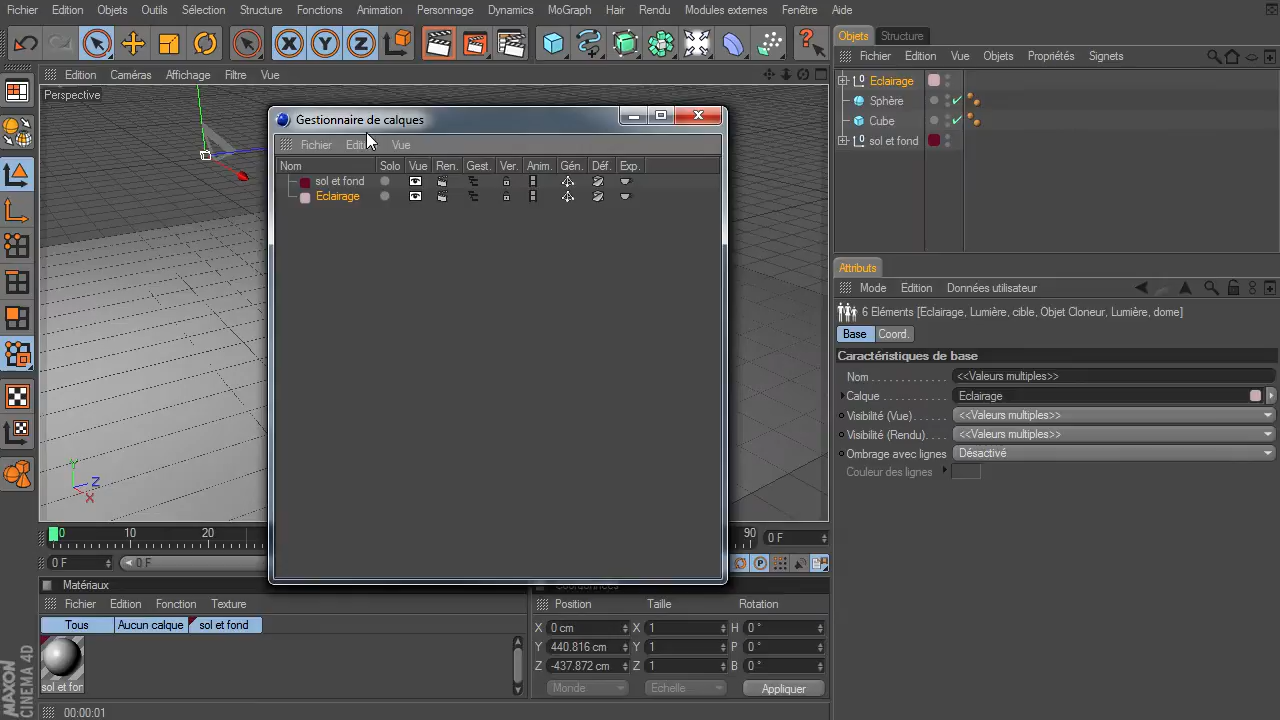 Fichier Edition Objets Outils Sélection Structure Fonctions Animation Personnage Dynamics MoGraph Hair Rendu Modules externes Fenêtre Aide
Edition Caméras Affichage Filtre Vue
Perspective
Gestionnaire de calques
Fichier Vue
Nom Solo Vue Ren. Gest. Ver. Anim. Gén. Déf. Exp.
sol et fond
Eclairage
Y
Z
X
0 10 20 90 0 F
0 F 0 F
Matériaux
Fichier Edition Fonction Texture
Tous Aucun calque sol et fond
sol et fon
Coordonnées
Position Taille Rotation
X 0 cm X 1 H 0 °
Y 440.816 cm Y 1 P 0 °
Z -437.872 cm Z 1 B 0 °
Monde Echelle Appliquer
00:00:01
MAXON
CINEMA 4D
Objets Structure
Fichier Edition Vue Objets Propriétés Signets
Eclairage
Sphère
Cube
sol et fond
Attributs
Mode Edition Données utilisateur
6 Eléments [Eclairage, Lumière, cible, Objet Cloneur, Lumière, dome]
Base Coord.
Caractéristiques de base
Nom <<Valeurs multiples>>
Calque Eclairage
Visibilité (Vue) <<Valeurs multiples>>
Visibilité (Rendu) <<Valeurs multiples>>
Ombrage avec lignes Désactivé
Couleur des lignes